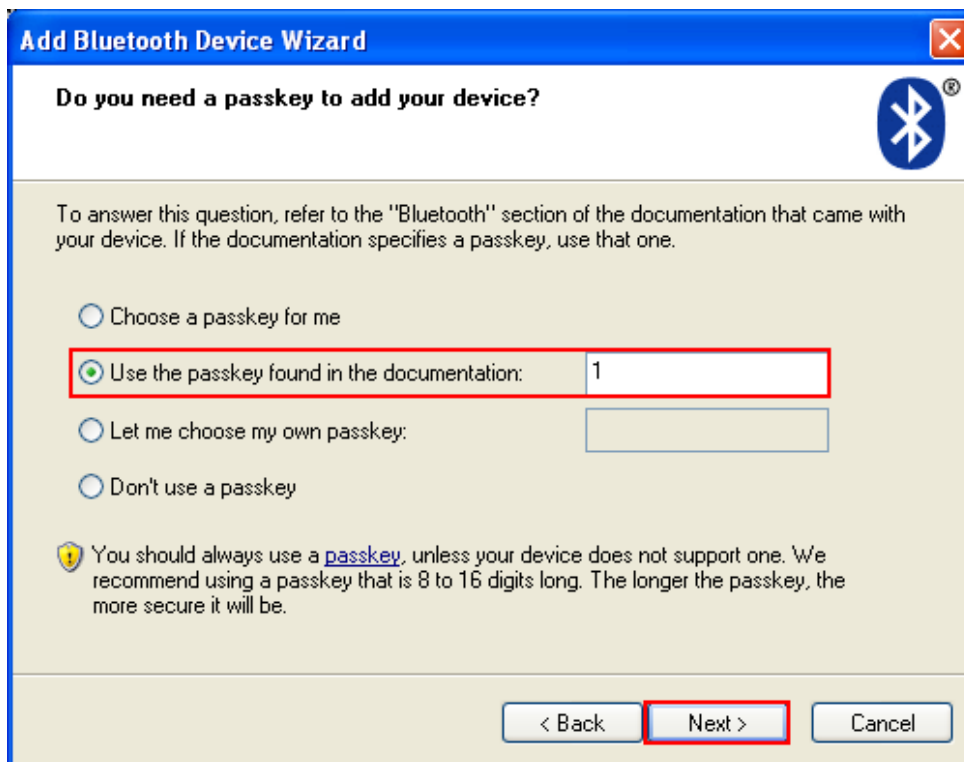 Add Bluetooth Device Wizard
Do you need a passkey to add your device?
®
To answer this question, refer to the "Bluetooth" section of the documentation that came with
your device. If the documentation specifies a passkey, use that one.
Choose a passkey for me
Use the passkey found in the documentation: 1
Let me choose my own passkey:
Don't use a passkey
You should always use a passkey, unless your device does not support one. We
recommend using a passkey that is 8 to 16 digits long. The longer the passkey, the
more secure it will be.
< Back Next > Cancel